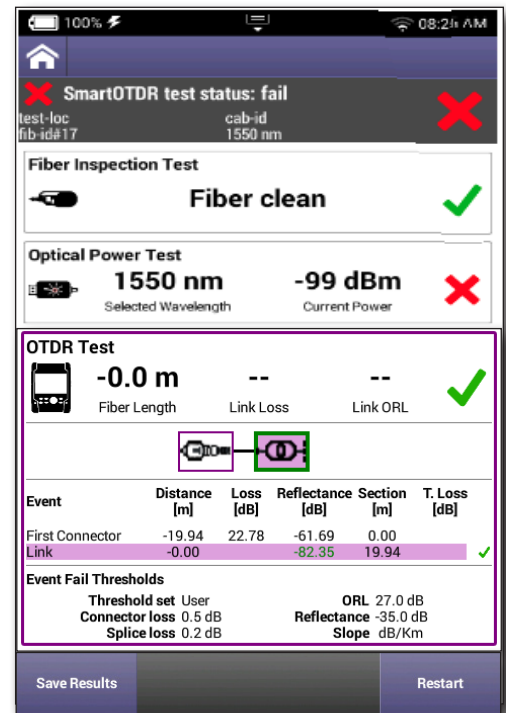 100%
SmartOTDR test status: fail
test-loc cab-id
fib-id#17 1550 nm
Fiber Inspection Test
Fiber clean
Optical Power Test
1550 nm -99 dBm
Selected Wavelength Current Power
OTDR Test
-0.0 m -- --
Fiber Length Link Loss Link ORL
Event Distance [m] Loss [dB] Reflectance [dB] Section [m] T. Loss [dB]
First Connector -19.94 22.78 -61.69 0.00
Link -0.00 -82.35 19.94
Event Fail Thresholds
Threshold set User ORL 27.0 dB
Connector loss 0.5 dB Reflectance -35.0 dB
Splice loss 0.2 dB Slope dB/Km
Save Results Restart